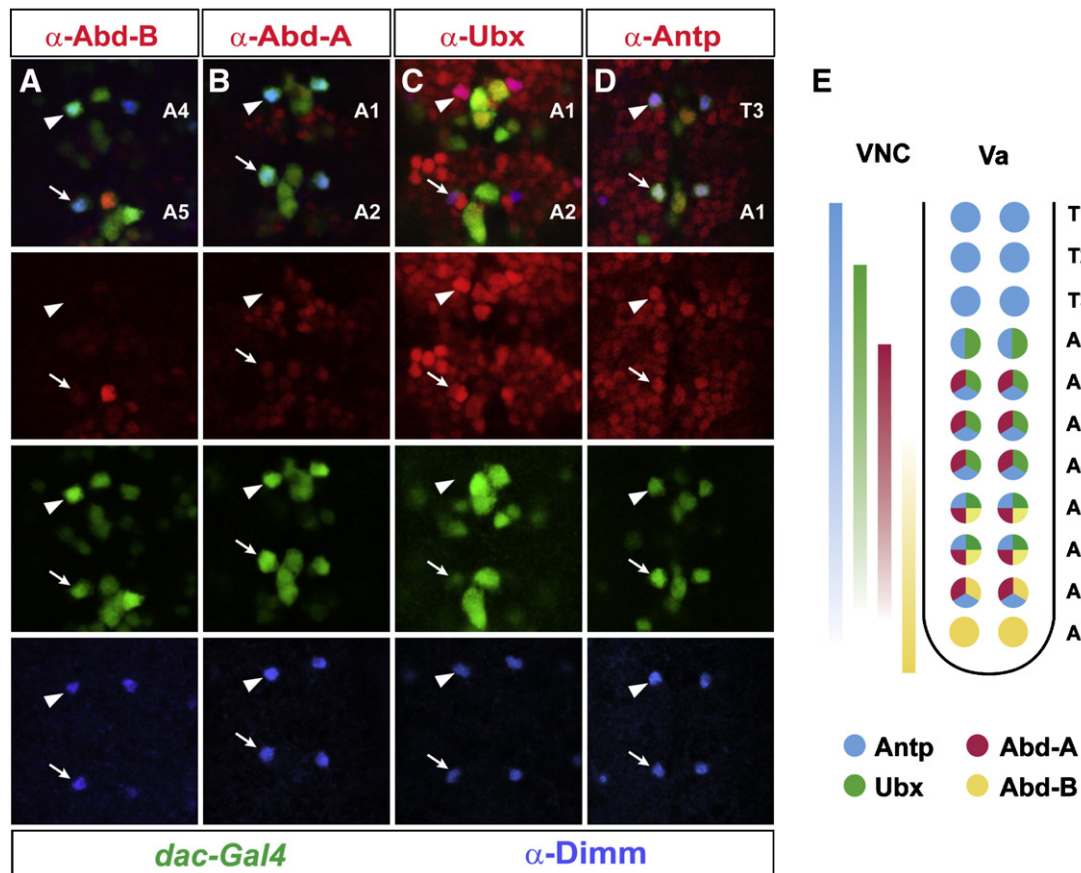 α-Abd-B α-Abd-A α-Ubx α-Antp
A B C D E
A4 A1 A1 T3
A5 A2 A2 A1
VNC Va
T
T
T
A
A
A
A
A
A
A
A
Antp Abd-A
Ubx Abd-B
dac-Gal4 α-Dimm